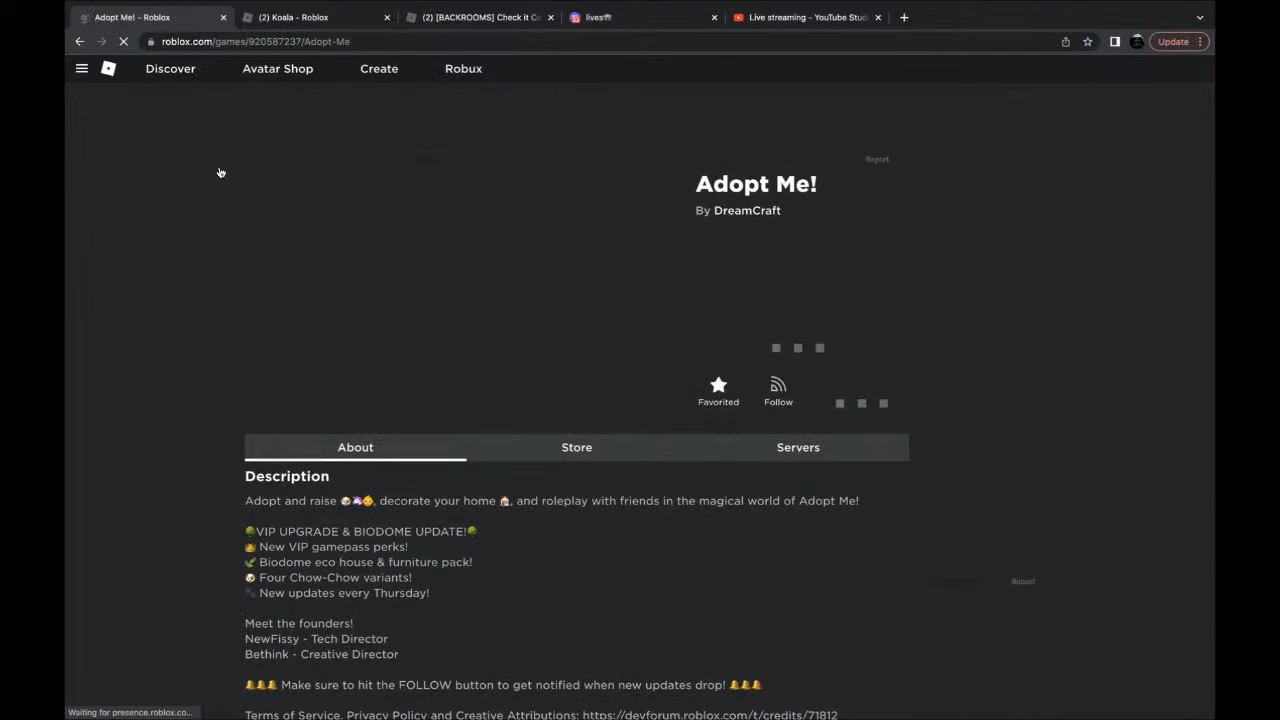 Adopt Me! - Roblox
(2) Koala - Roblox
(2) [BACKROOMS] Check it Co
lives
Live streaming - YouTube Stud
roblox.com/games/920587237/Adopt-Me
Update
Discover
Avatar Shop
Create
Robux
Report
Adopt Me!
By DreamCraft
Favorited
Follow
About
Store
Servers
Description
Adopt and raise 🐶🦄👶, decorate your home 🏠, and roleplay with friends in the magical world of Adopt Me!
🌳VIP UPGRADE & BIODOME UPDATE!🌳
👑 New VIP gamepass perks!
🌿 Biodome eco house & furniture pack!
🐶 Four Chow-Chow variants!
🐾 New updates every Thursday!
Report
Meet the founders!
NewFissy - Tech Director
Bethink - Creative Director
🔔🔔🔔 Make sure to hit the FOLLOW button to get notified when new updates drop! 🔔🔔🔔
Terms of Service, Privacy Policy and Creative Attributions: https://devforum.roblox.com/t/credits/71812
Waiting for presence.roblox.co...